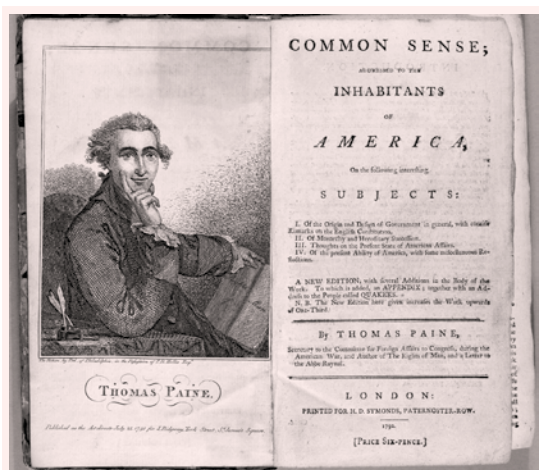 THOMAS PAINE.
COMMON SENSE;
ADDRESSED TO THE
INHABITANTS
OF
AMERICA,
On the following interesting
SUBJECTS:
I. Of the Origin and Design of Government in general, with concise
Remarks on the English Constitution.
II. Of Monarchy and Hereditary Succession.
III. Thoughts on the Present State of American Affairs.
IV. Of the present Ability of America, with some miscellaneous Re-
flections.
A NEW EDITION, with several Additions in the Body of the
Work. To which is added, an APPENDIX; together with an Ad-
dress to the People called QUAKERS.
N. B. The New Edition here given increases the Work upwards
of One-Third.
By THOMAS PAINE,
Secretary to the Committee for Foreign Affairs to Congress, during the
American War, and Author of The Rights of Man, and a Letter to
the Abbe Raynal.
LONDON:
PRINTED FOR H. D. SYMONDS, PATERNOSTER-ROW.
1792.
[PRICE SIX-PENCE.]